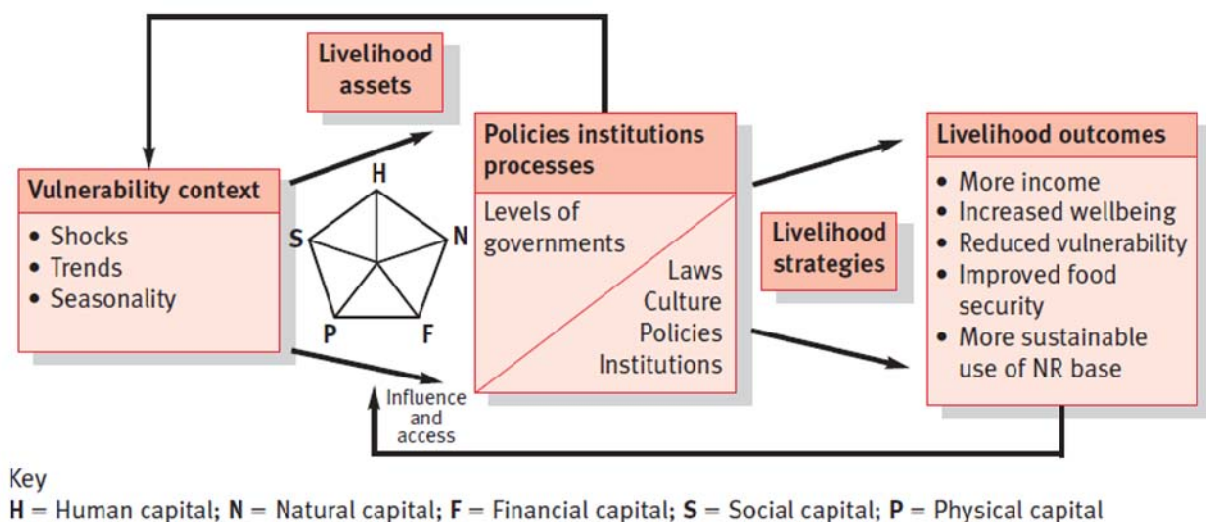 Livelihood
assets
Vulnerability context
• Shocks
• Trends
• Seasonality
H
S
N
P
F
Influence
and
access
Policies institutions
processes
Levels of
governments
Laws
Culture
Policies
Institutions
Livelihood
strategies
Livelihood outcomes
• More income
• Increased wellbeing
• Reduced vulnerability
• Improved food
security
• More sustainable
use of NR base
Key
H = Human capital; N = Natural capital; F = Financial capital; S = Social capital; P = Physical capital